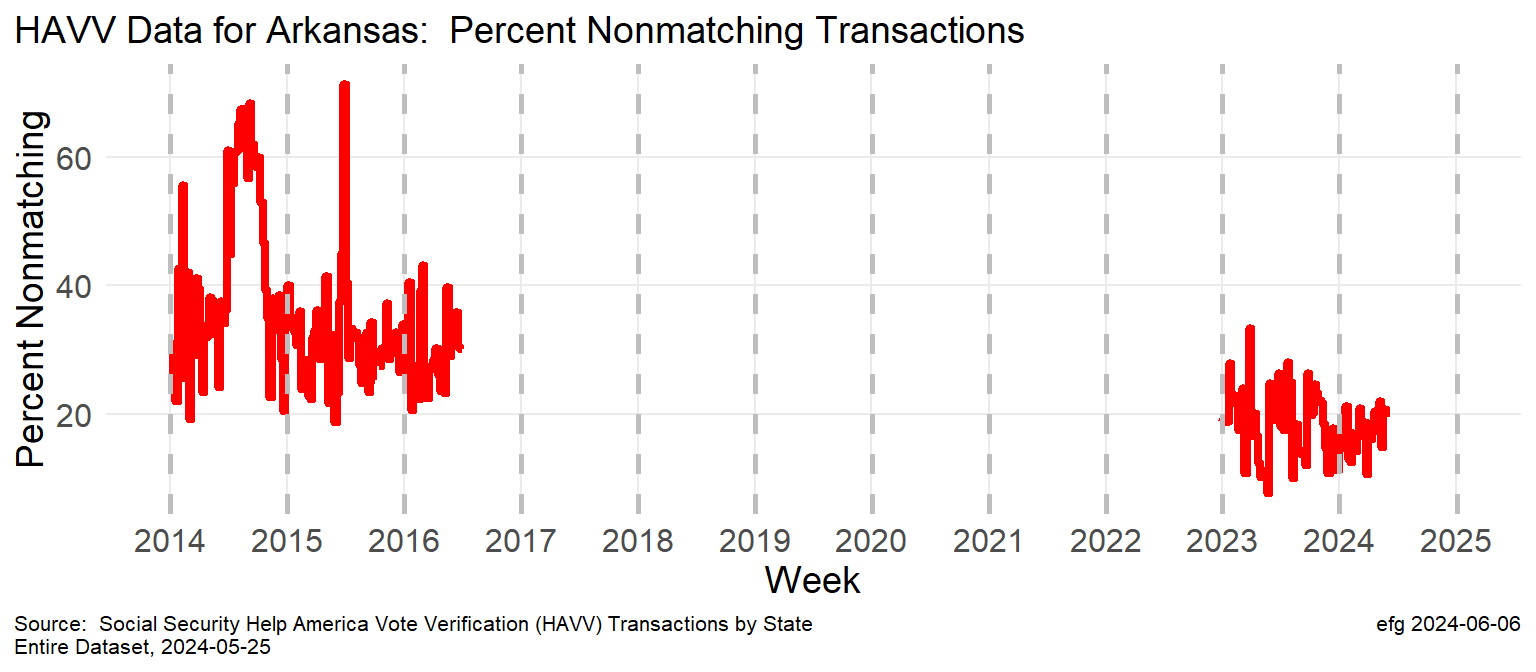 HAVV Data for Arkansas:  Percent Nonmatching Transactions
Percent Nonmatching
60
40
20
2014 2015 2016 2017 2018 2019 2020 2021 2022 2023 2024 2025
Week
Source:  Social Security Help America Vote Verification (HAVV) Transactions by State
Entire Dataset, 2024-05-25
efg 2024-06-06